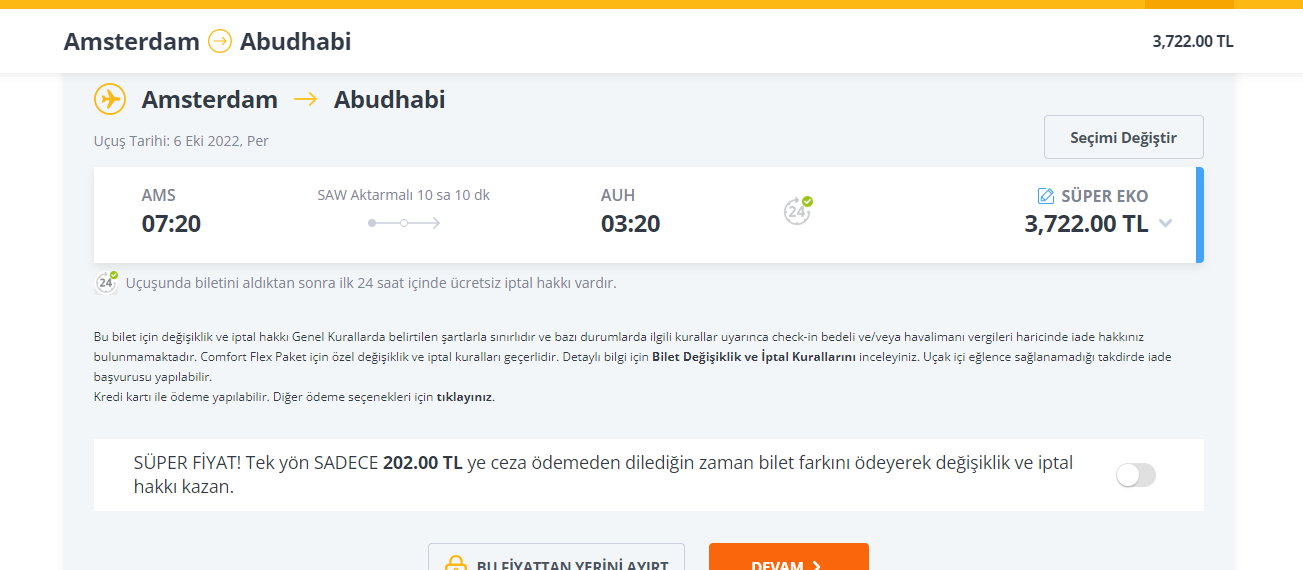 Amsterdam Abudhabi 3,722.00 TL
Amsterdam Abudhabi
Uçuş Tarihi: 6 Eki 2022, Per
Seçimi Değiştir
AMS SAW Aktarmalı 10 sa 10 dk AUH SÜPER EKO
07:20 03:20 24 3,722.00 TL
24 Uçuşunda biletini aldıktan sonra ilk 24 saat içinde ücretsiz iptal hakkı vardır.
Bu bilet için değişiklik ve iptal hakkı Genel Kurallarda belirtilen şartlarla sınırlıdır ve bazı durumlarda ilgili kurallar uyarınca check-in bedeli ve/veya havalimanı vergileri haricinde iade hakkınız
bulunmamaktadır. Comfort Flex Paket için özel değişiklik ve iptal kuralları geçerlidir. Detaylı bilgi için Bilet Değişiklik ve İptal Kurallarını inceleyiniz. Uçak içi eğlence sağlanamadığı takdirde iade
başvurusu yapılabilir.
Kredi kartı ile ödeme yapılabilir. Diğer ödeme seçenekleri için tıklayınız.
SÜPER FİYAT! Tek yön SADECE 202.00 TL ye ceza ödemeden dilediğin zaman bilet farkını ödeyerek değişiklik ve iptal
hakkı kazan.
BU FİYATTAN YERİNİ AYIRT DEVAM